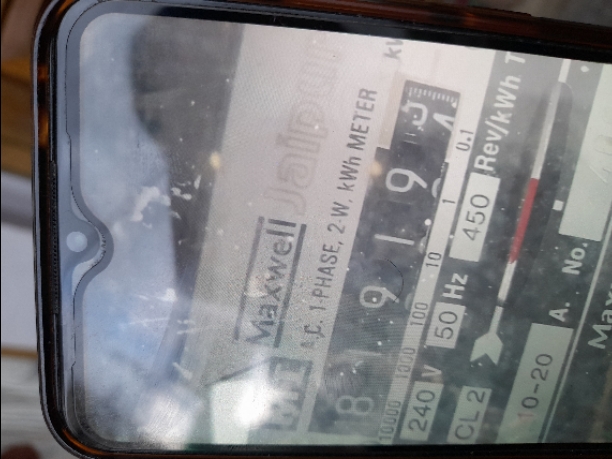 Jaipur
Maxwell
A.C. 1-PHASE, 2-W, kWh METER
8 9 1 9
10000 1000 100 10 1 0.1
240 V 50 Hz 450 Rev/kWh
CL 2
10-20 A. No.